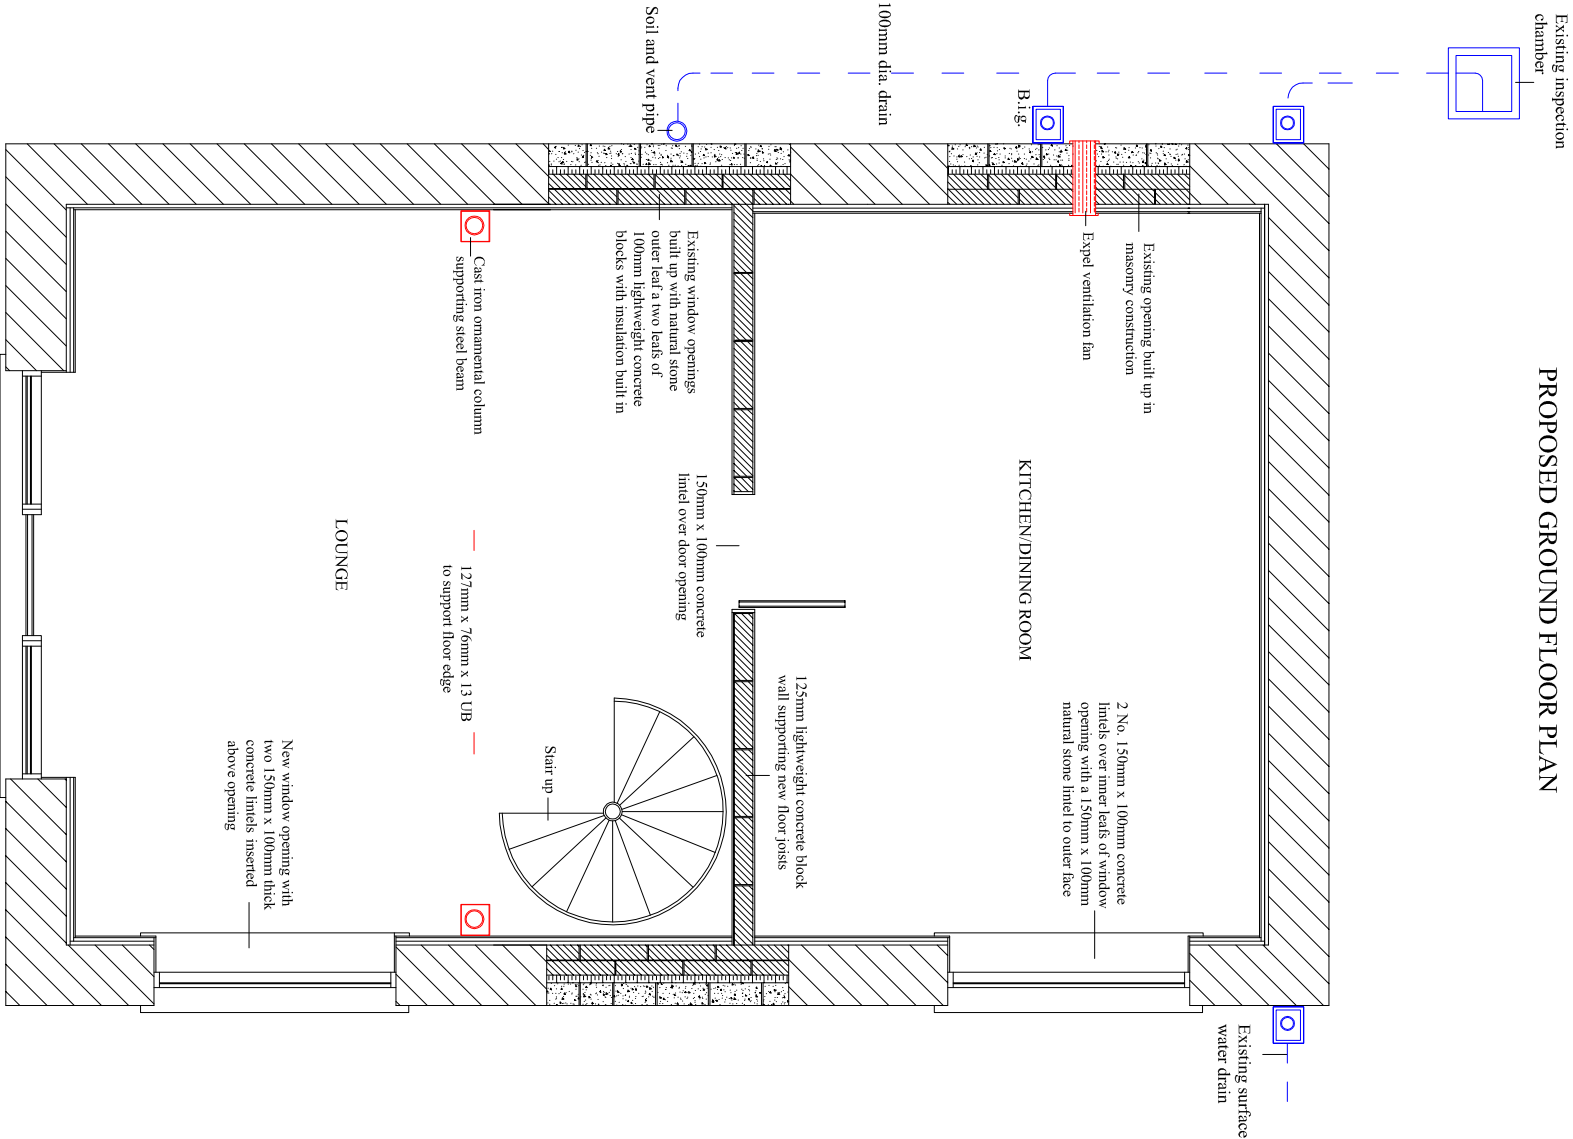 PROPOSED GROUND FLOOR PLAN
Existing inspection
chamber
100mm dia. drain
B.i.g.
Soil and vent pipe
Existing opening built up in
masonry construction
Expel ventilation fan
Existing window openings
built up with natural stone
outer leaf a two leafs of
100mm lightweight concrete
blocks with insulation built in
Cast iron ornamental column
supporting steel beam
KITCHEN/DINING ROOM
150mm x 100mm concrete
lintel over door opening
LOUNGE
127mm x 76mm x 13 UB
to support floor edge
2 No. 150mm x 100mm concrete
lintels over inner leafs of window
opening with a 150mm x 100mm
natural stone lintel to outer face
125mm lightweight concrete block
wall supporting new floor joists
Stair up
New window opening with
two 150mm x 100mm thick
concrete lintels inserted
above opening
Existing surface
water drain